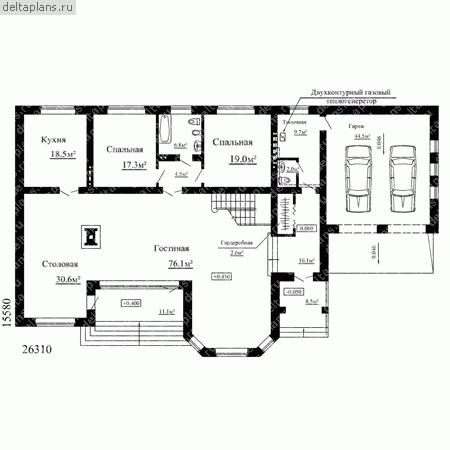 deltaplans.ru
Двухконтурный газовый
теплогенератор
Кухня
18.5м²
Спальная
17.3м²
6.8м²
4.5м²
Спальная
19.0м²
Топочная
9.7м²
2.0м²
Гараж
44.5м²
0.046
Столовая
30.6м²
Гостиная
76.1м²
+0.450
Гардеробная
2.6м²
0.000
10.1м²
0.046
-0.050
8.5м²
+0.400
11.1м²
15580
26310